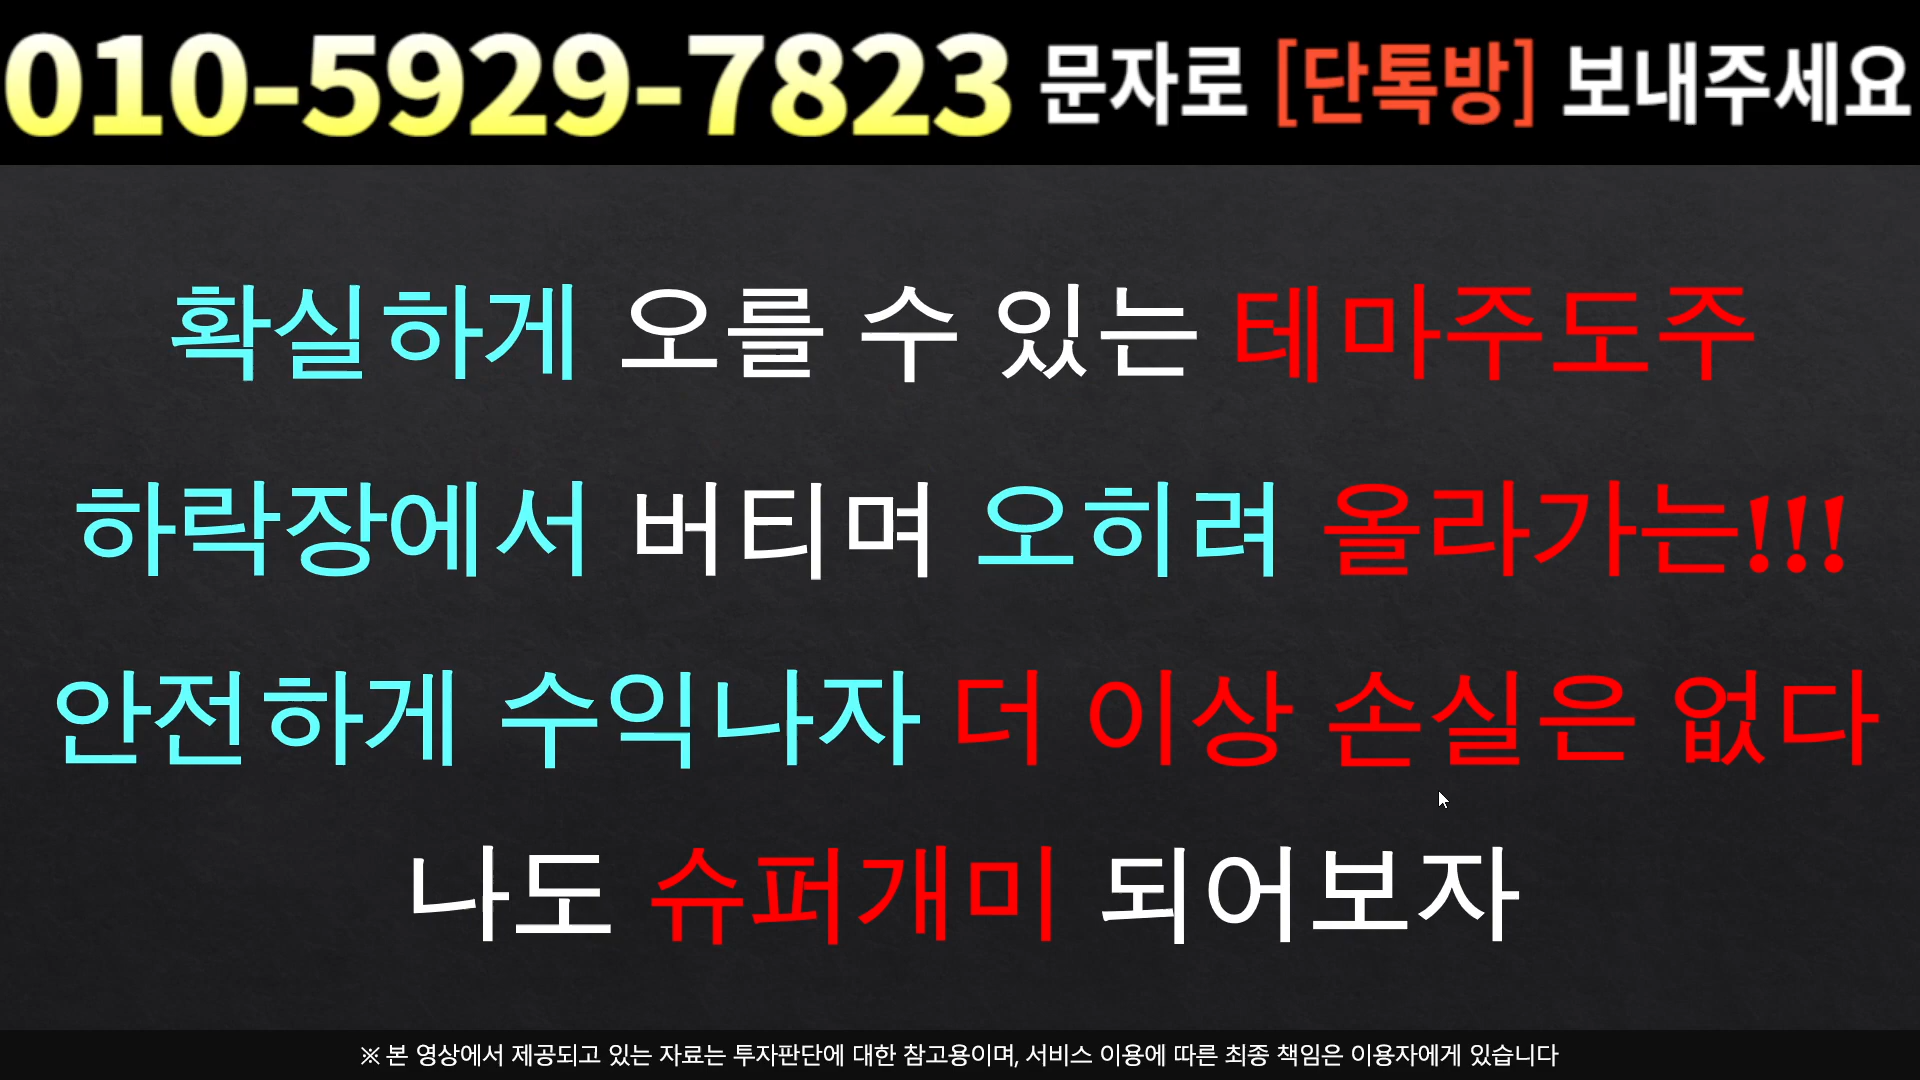 010-5929-7823 문자로 [단톡방] 보내주세요
확실하게 오를 수 있는 테마주도주
하락장에서 버티며 오히려 올라가는!!!
안전하게 수익나자 더 이상 손실은 없다
나도 슈퍼개미 되어보자
※ 본 영상에서 제공되고 있는 자료는 투자판단에 대한 참고용이며, 서비스 이용에 따른 최종 책임은 이용자에게 있습니다